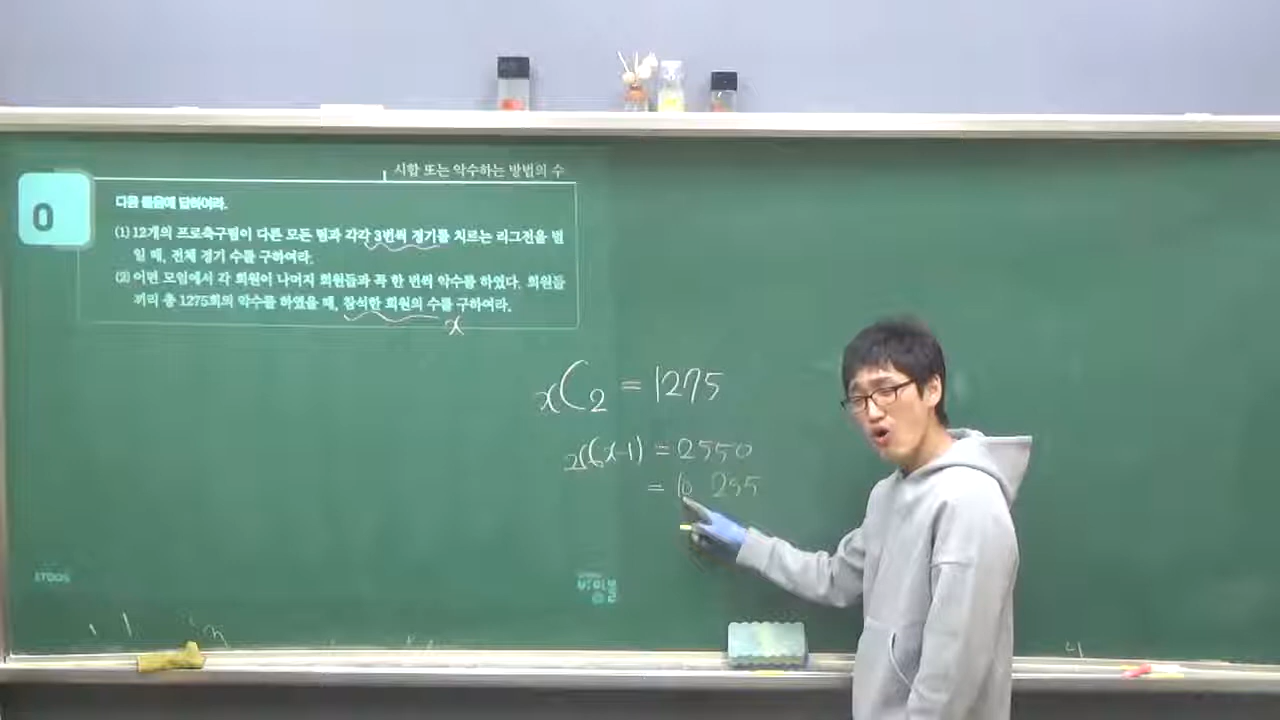 시합 또는 악수하는 방법의 수
0
다음 물음에 답하여라.
(1) 12개의 프로축구팀이 다른 모든 팀과 각각 3번씩 경기를 치르는 리그전을 벌
일 때, 전체 경기 수를 구하여라.
(2) 어떤 모임에서 각 회원이 나머지 회원들과 꼭 한 번씩 악수를 하였다. 회원들
끼리 총 1275회의 악수를 하였을 때, 참석한 회원의 수를 구하여라.
x
xC2 = 1275
x(x-1) = 2550
= 10 255
ETOOS